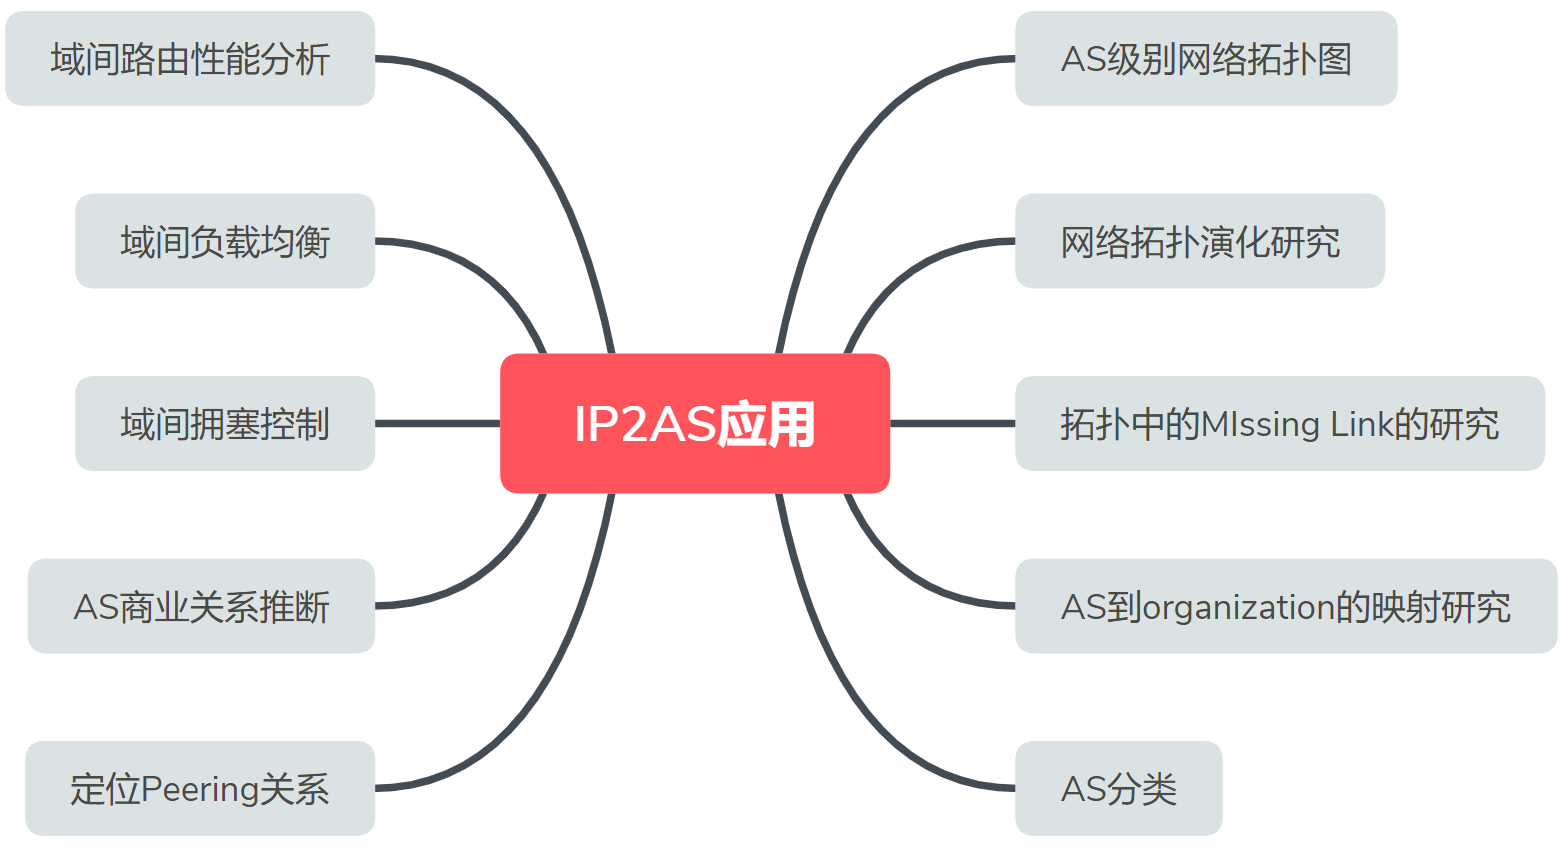 域间路由性能分析
域间负载均衡
域间拥塞控制
AS商业关系推断
定位Peering关系
IP2AS应用
AS级别网络拓扑图
网络拓扑演化研究
拓扑中的MIssing Link的研究
AS到organization的映射研究
AS分类